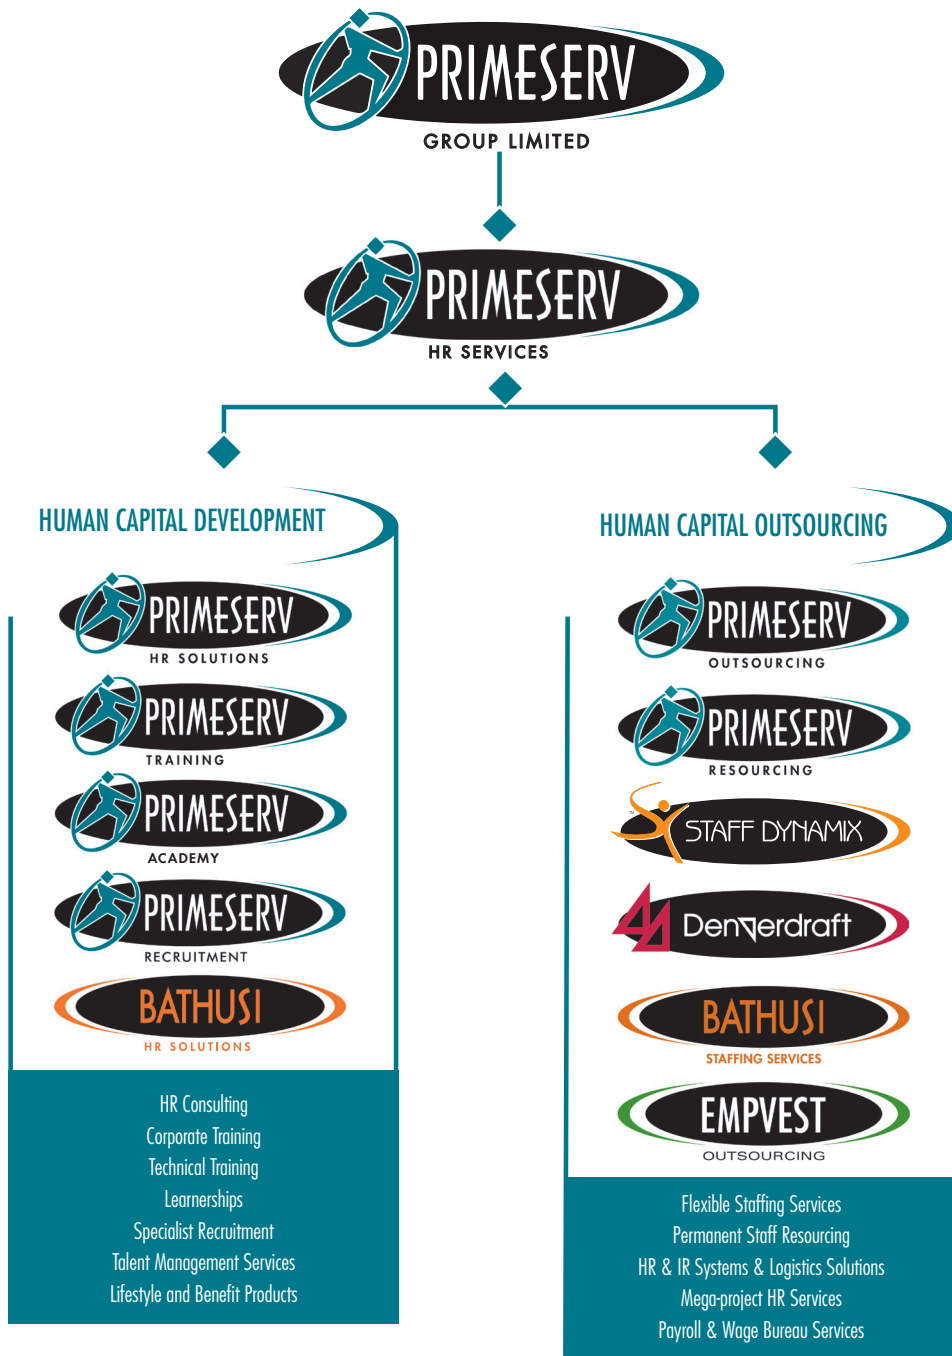 PRIMESERV
GROUP LIMITED
PRIMESERV
HR SERVICES
HUMAN CAPITAL DEVELOPMENT
PRIMESERV
HR SOLUTIONS
PRIMESERV
TRAINING
PRIMESERV
ACADEMY
PRIMESERV
RECRUITMENT
BATHUSI
HR SOLUTIONS
HR Consulting
Corporate Training
Technical Training
Learnerships
Specialist Recruitment
Talent Management Services
Lifestyle and Benefit Products
HUMAN CAPITAL OUTSOURCING
PRIMESERV
OUTSOURCING
PRIMESERV
RESOURCING
STAFF DYNAMIX
Denverdraft
BATHUSI
STAFFING SERVICES
EMPVEST
OUTSOURCING
Flexible Staffing Services
Permanent Staff Resourcing
HR & IR Systems & Logistics Solutions
Mega-project HR Services
Payroll & Wage Bureau Services